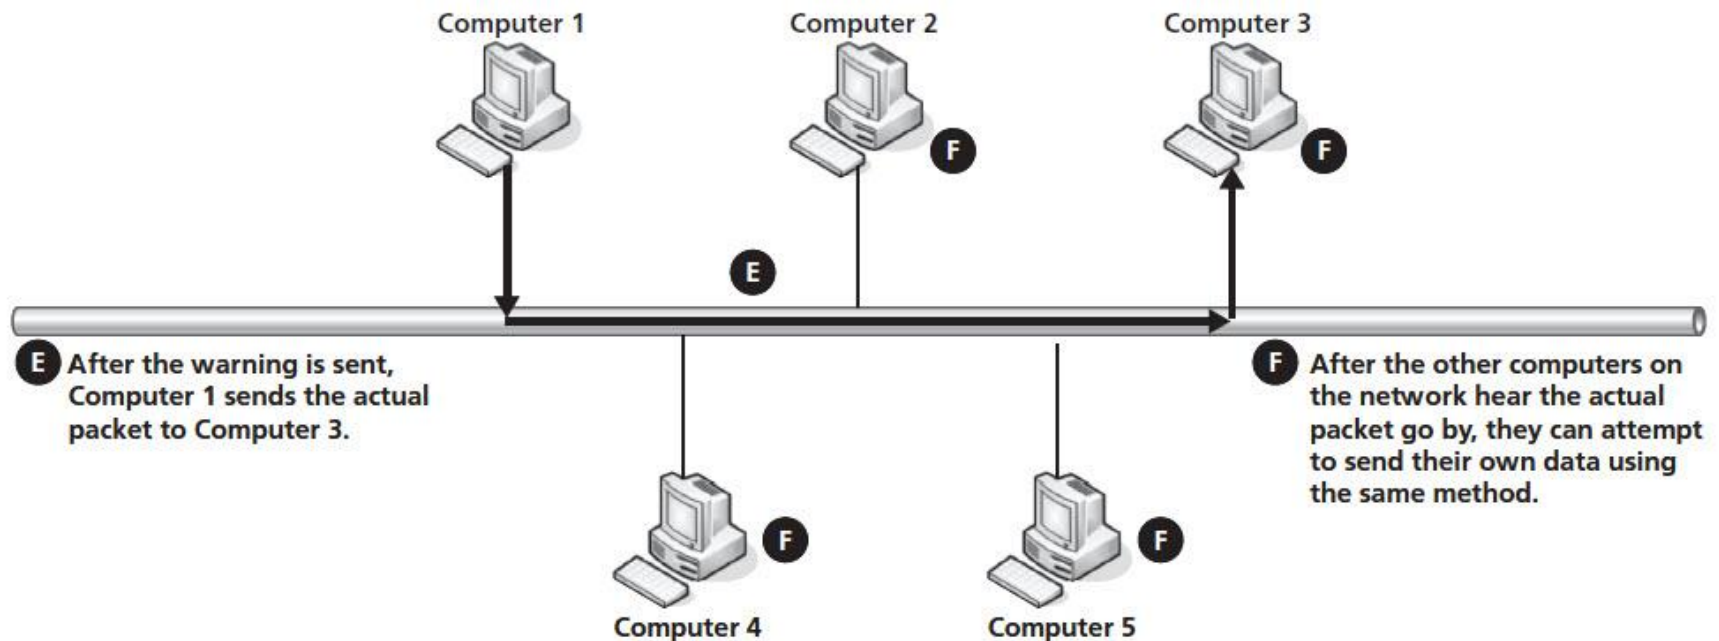 Computer 1
Computer 2
Computer 3
F
F
E
E After the warning is sent,
Computer 1 sends the actual
packet to Computer 3.
F After the other computers on
the network hear the actual
packet go by, they can attempt
to send their own data using
the same method.
F
F
Computer 4
Computer 5